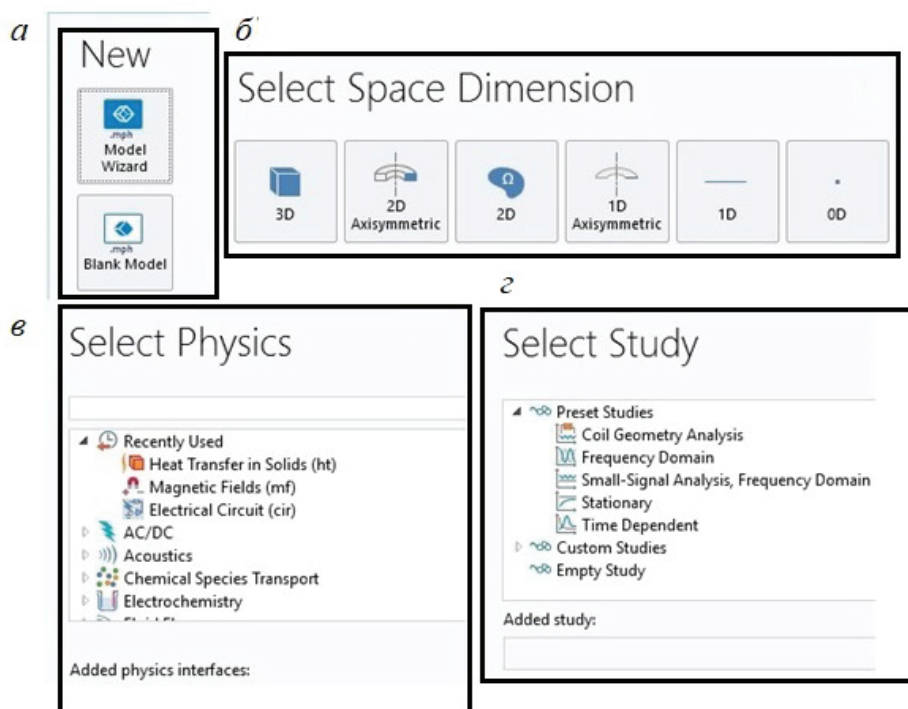 а
New
.mph
Model
Wizard
.mph
Blank Model
б
Select Space Dimension
3D
2D
Axisymmetric
Ω
2D
1D
Axisymmetric
1D
0D
в
Select Physics
Recently Used
Heat Transfer in Solids (ht)
Magnetic Fields (mf)
Electrical Circuit (cir)
AC/DC
Acoustics
Chemical Species Transport
Electrochemistry
Added physics interfaces:
г
Select Study
Preset Studies
Coil Geometry Analysis
Frequency Domain
Small-Signal Analysis, Frequency Domain
Stationary
Time Dependent
Custom Studies
Empty Study
Added study: